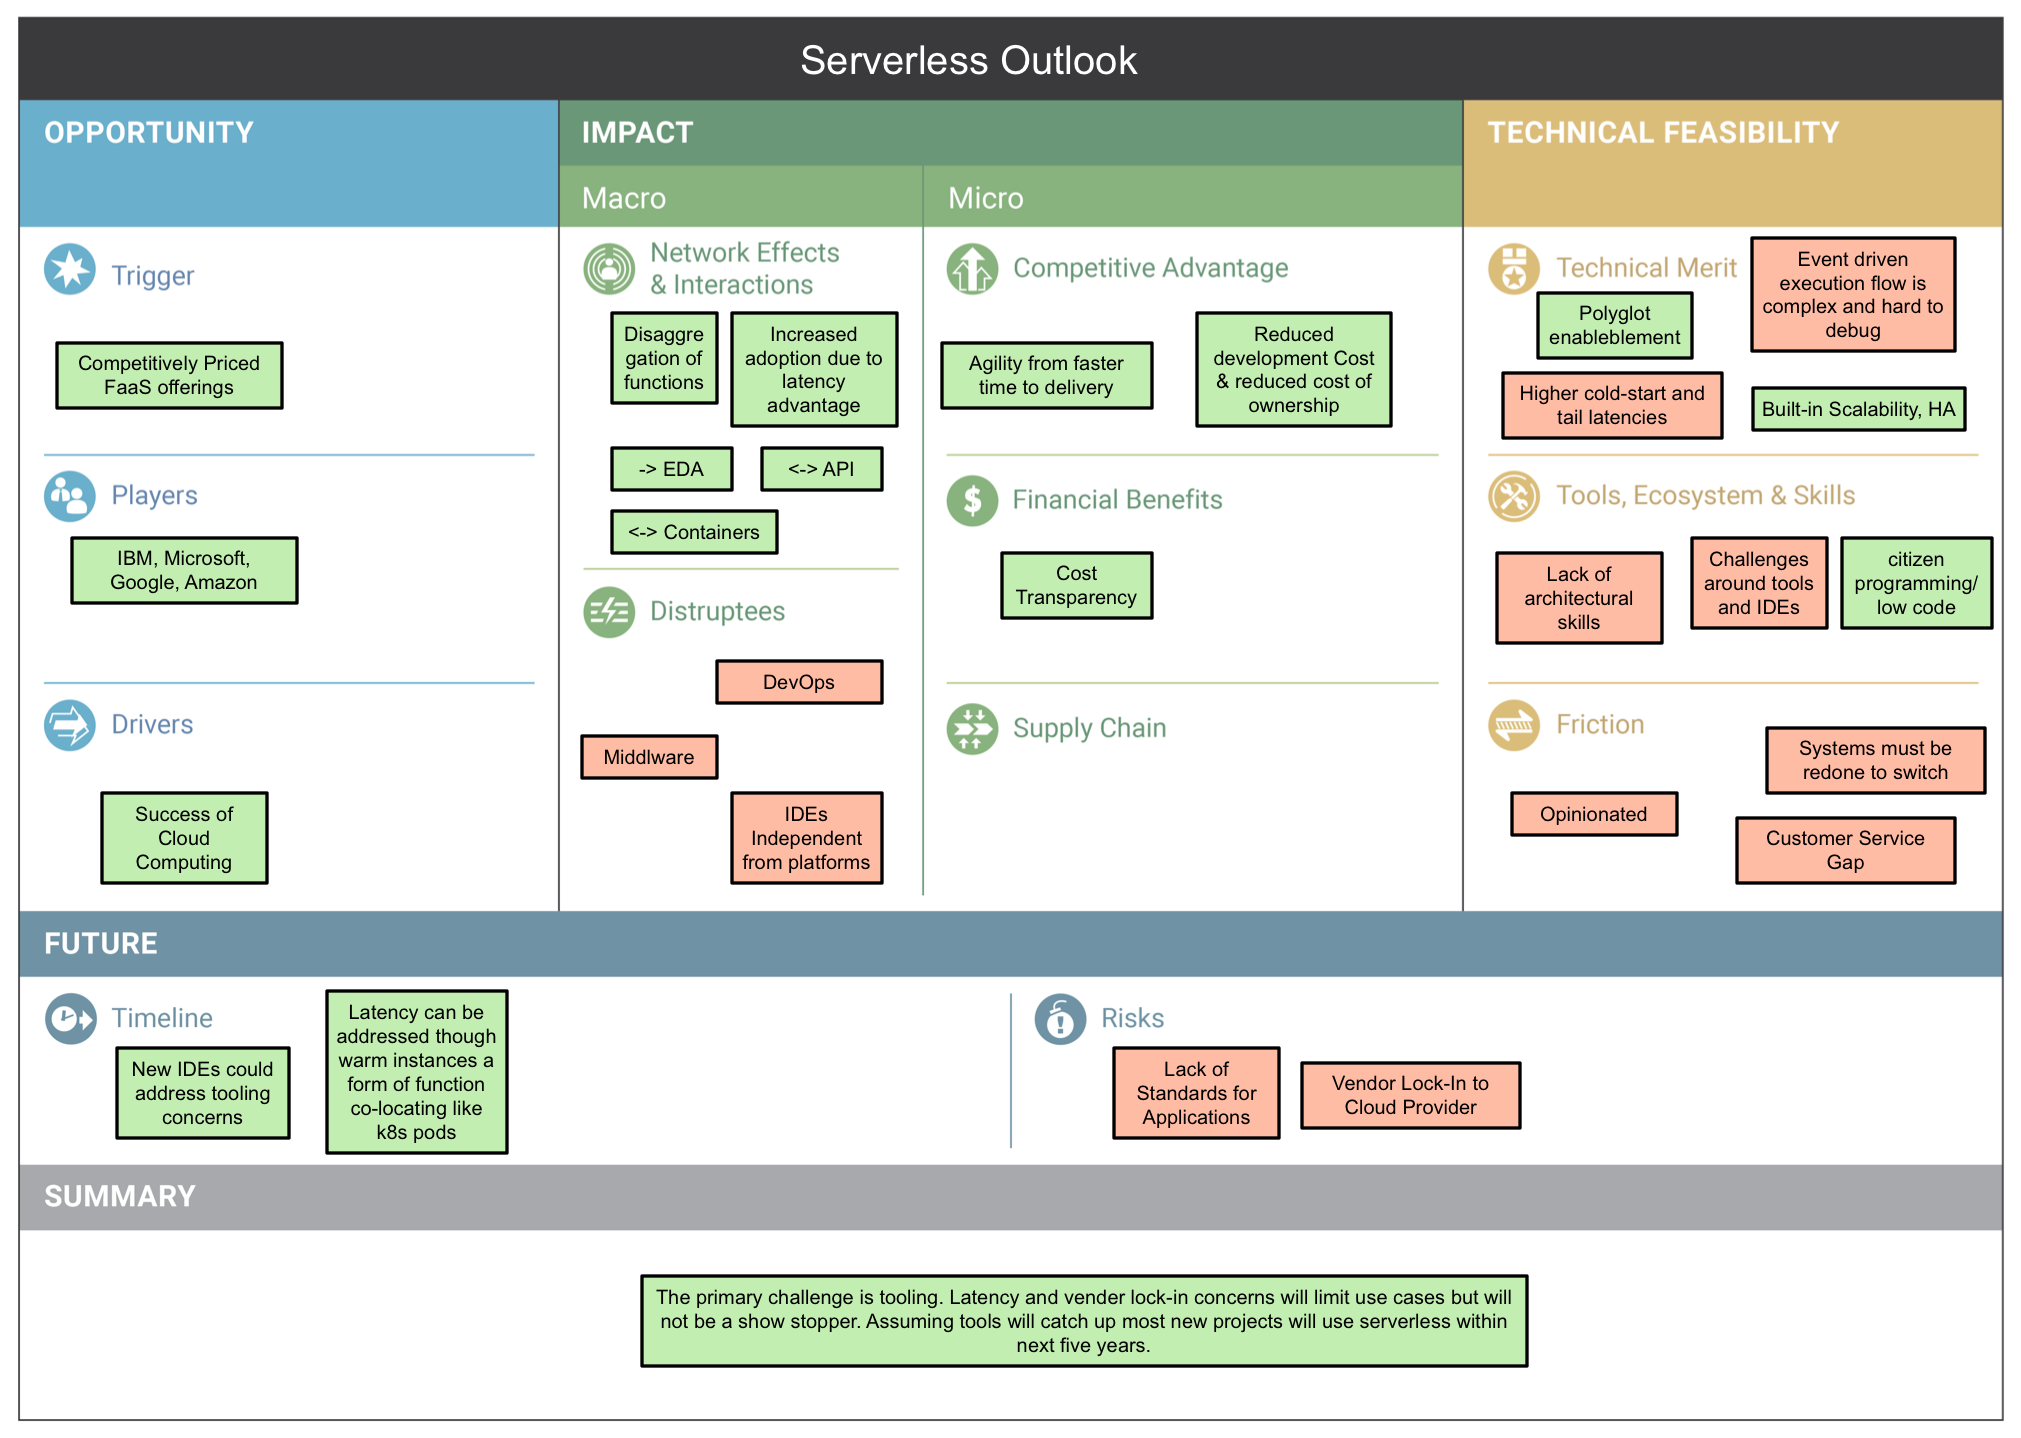 Serverless Outlook
OPPORTUNITY
Trigger
Competitively Priced
FaaS offerings
Players
IBM, Microsoft,
Google, Amazon
Drivers
Success of
Cloud
Computing
IMPACT
Macro
Network Effects
& Interactions
Disaggre
gation of
functions
Increased
adoption due to
latency
advantage
-> EDA
<-> API
<-> Containers
Distruptees
DevOps
Middlware
IDEs
Independent
from platforms
Micro
Competitive Advantage
Agility from faster
time to delivery
Reduced
development Cost
& reduced cost of
ownership
Financial Benefits
Cost
Transparency
Supply Chain
TECHNICAL FEASIBILITY
Technical Merit
Event driven
execution flow is
complex and hard to
debug
Polyglot
enableblement
Higher cold-start and
tail latencies
Built-in Scalability, HA
Tools, Ecosystem & Skills
Lack of
architectural
skills
Challenges
around tools
and IDEs
citizen
programming/
low code
Friction
Systems must be
redone to switch
Opinionated
Customer Service
Gap
FUTURE
Timeline
New IDEs could
address tooling
concerns
Latency can be
addressed though
warm instances a
form of function
co-locating like
k8s pods
Risks
Lack of
Standards for
Applications
Vendor Lock-In to
Cloud Provider
SUMMARY
The primary challenge is tooling. Latency and vender lock-in concerns will limit use cases but will
not be a show stopper. Assuming tools will catch up most new projects will use serverless within
next five years.